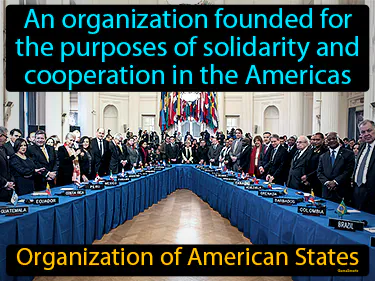 An organization founded for
the purposes of solidarity and
cooperation in the Americas
GUATEMALA
ECUADOR
COSTA RICA
PERU
MEXICO
GRENADA
BARBADOS
COLOMBIA
BRAZIL
Organization of American States